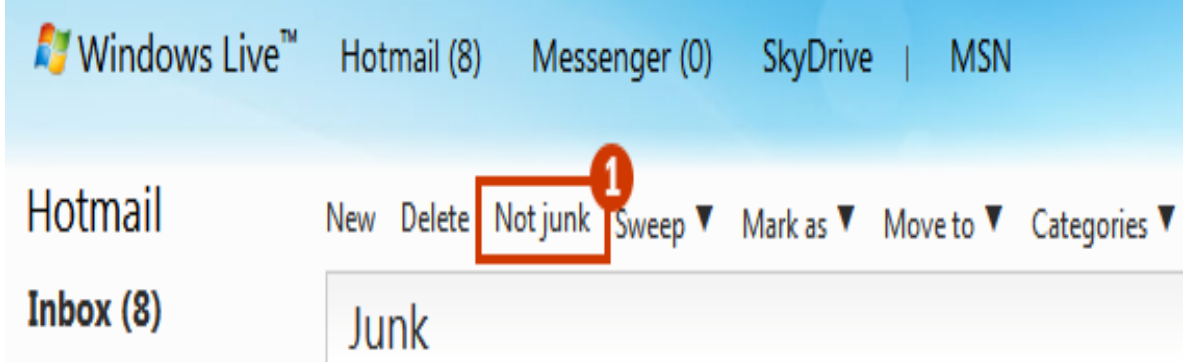 Windows Live™ Hotmail (8) Messenger (0) SkyDrive | MSN
1
Hotmail New Delete Not junk Sweep ▼ Mark as ▼ Move to ▼ Categories ▼
Inbox (8) Junk